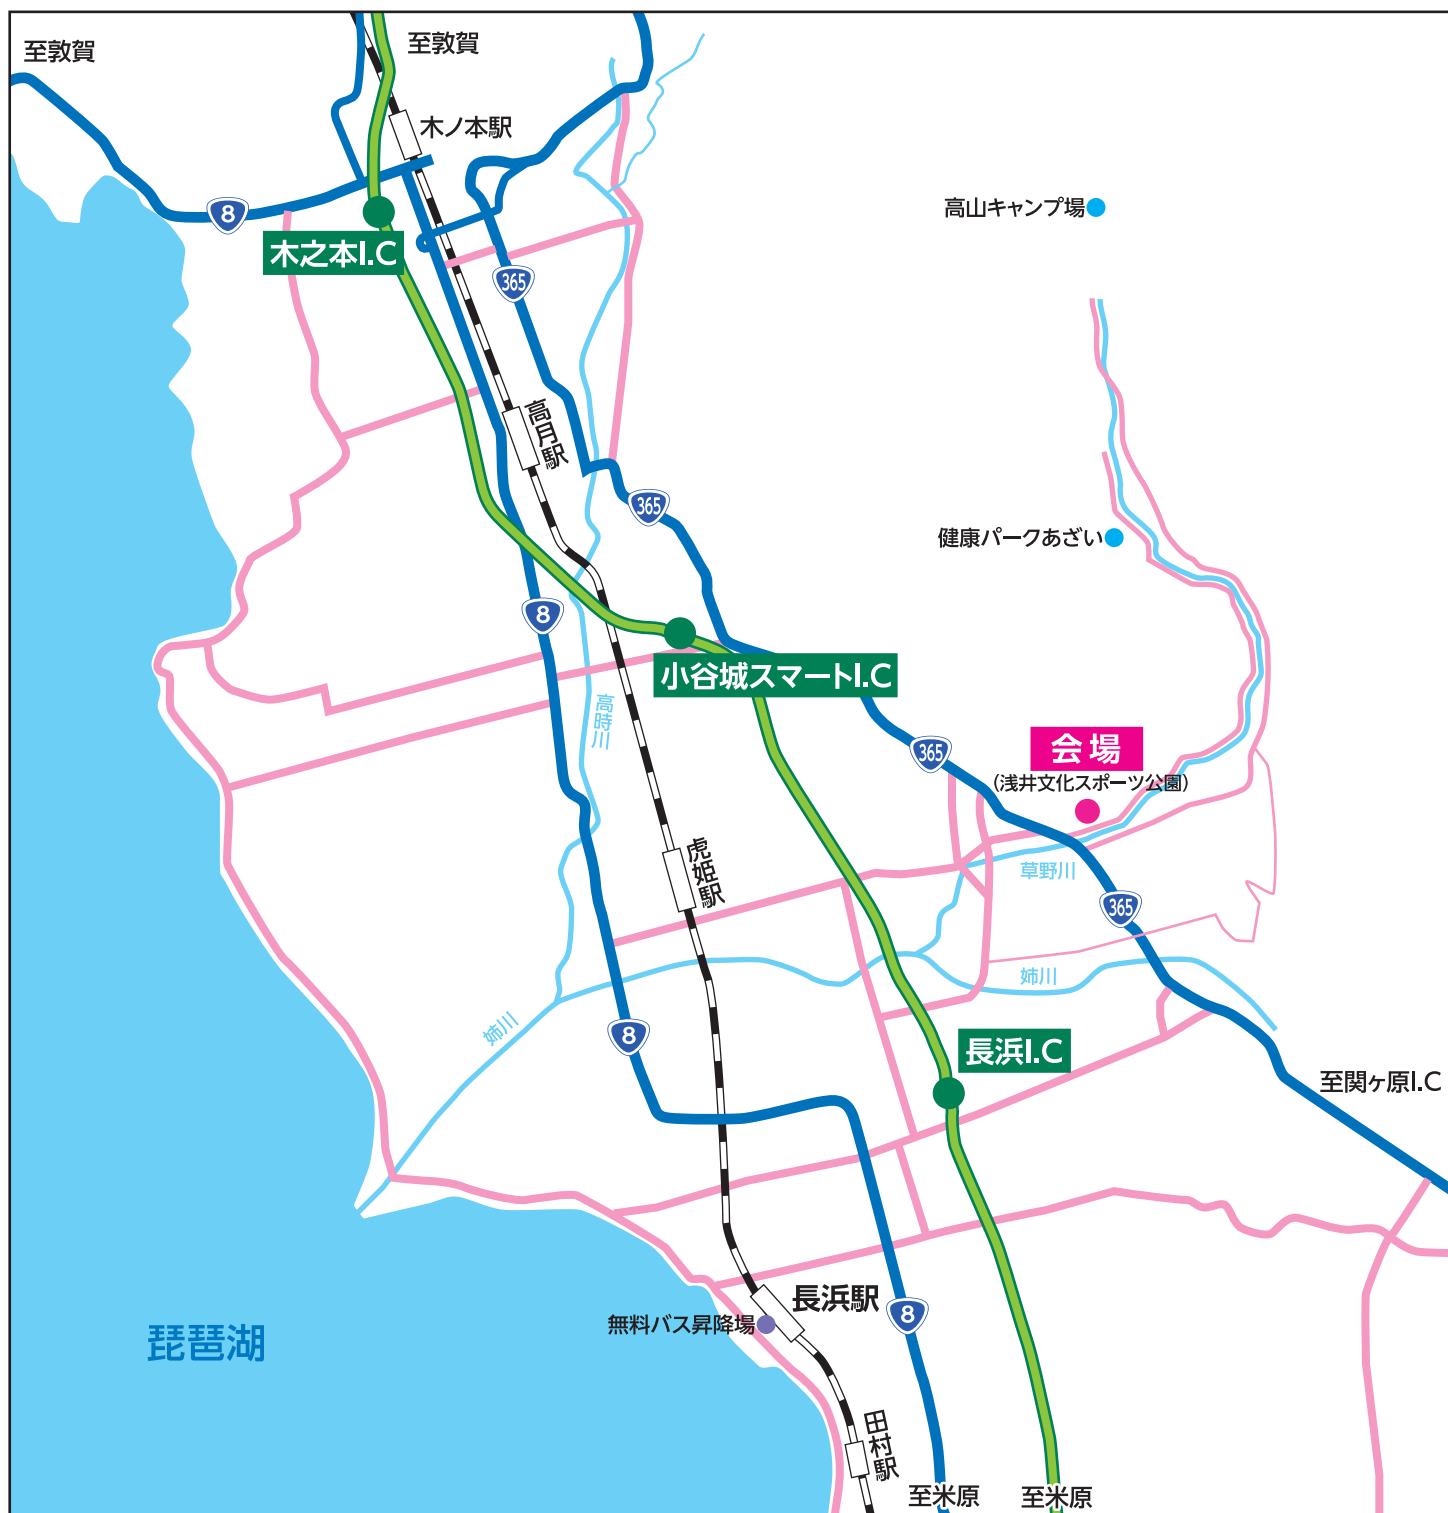 至敦賀
至敦賀
木ノ本駅
8
木之本I.C
高山キャンプ場
365
高月駅
365
健康パークあざい
8
小谷城スマートI.C
高時川
365
会場
(浅井文化スポーツ公園)
虎姫駅
草野川
365
姉川
姉川
8
長浜I.C
至関ヶ原I.C
長浜駅
無料バス昇降場
8
琵琶湖
田村駅
至米原
至米原